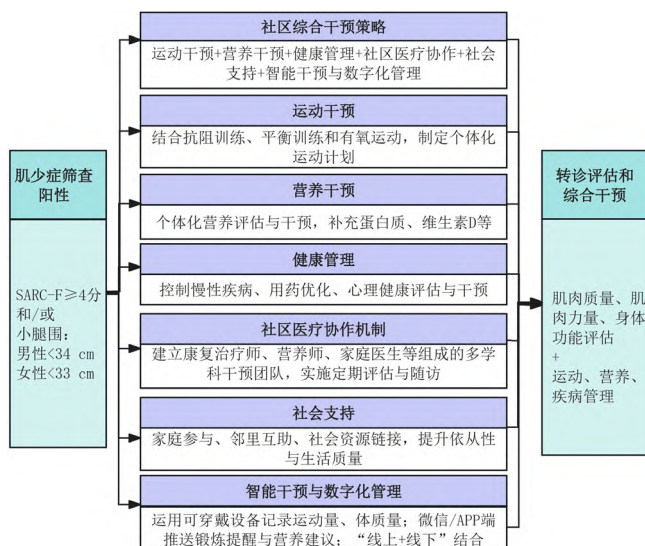 社区综合干预策略
运动干预+营养干预+健康管理+社区医疗协作+社会
支持+智能干预与数字化管理
运动干预
结合抗阻训练、平衡训练和有氧运动，制定个体化
运动计划
肌少症筛查
阳性
SARC-F≥4分
和/或
小腿围：
男性<34 cm
女性<33 cm
营养干预
个体化营养评估与干预，补充蛋白质、维生素D等
健康管理
控制慢性疾病、用药优化、心理健康评估与干预
社区医疗协作机制
建立康复治疗师、营养师、家庭医生等组成的多学
科干预团队，实施定期评估与随访
社会支持
家庭参与、邻里互助、社会资源链接，提升依从性
与生活质量
智能干预与数字化管理
运用可穿戴设备记录运动量、体质量；微信/APP端
推送锻炼提醒与营养建议；“线上+线下”结合
转诊评估和
综合干预
肌肉质量、肌
肉力量、身体
功能评估
+
运动、营养、
疾病管理